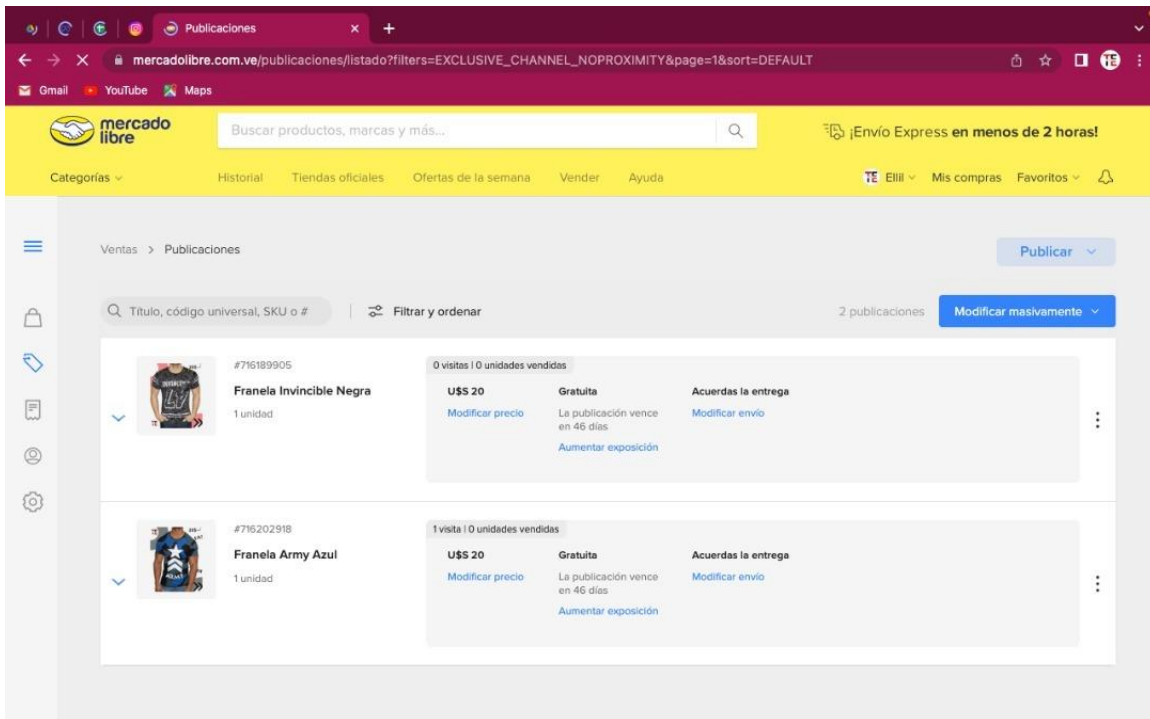 Publicaciones
mercadolibre.com.ve/publicaciones/listado?filters=EXCLUSIVE_CHANNEL_NOPROXIMITY&page=1&sort=DEFAULT
TE
Gmail YouTube Maps
mercado
libre
Buscar productos, marcas y más...
¡Envío Express en menos de 2 horas!
Categorías Historial Tiendas oficiales Ofertas de la semana Vender Ayuda
TE Ellil Mis compras Favoritos
Ventas > Publicaciones
Publicar
Título, código universal, SKU o #
Filtrar y ordenar
2 publicaciones
Modificar masivamente
#716189905
Franela Invincible Negra
1 unidad
0 visitas | 0 unidades vendidas
U$S 20 Gratuita Acuerdas la entrega
Modificar precio La publicación vence Modificar envío
en 46 días
Aumentar exposición
#716202918
Franela Army Azul
1 unidad
1 visita | 0 unidades vendidas
U$S 20 Gratuita Acuerdas la entrega
Modificar precio La publicación vence Modificar envío
en 46 días
Aumentar exposición